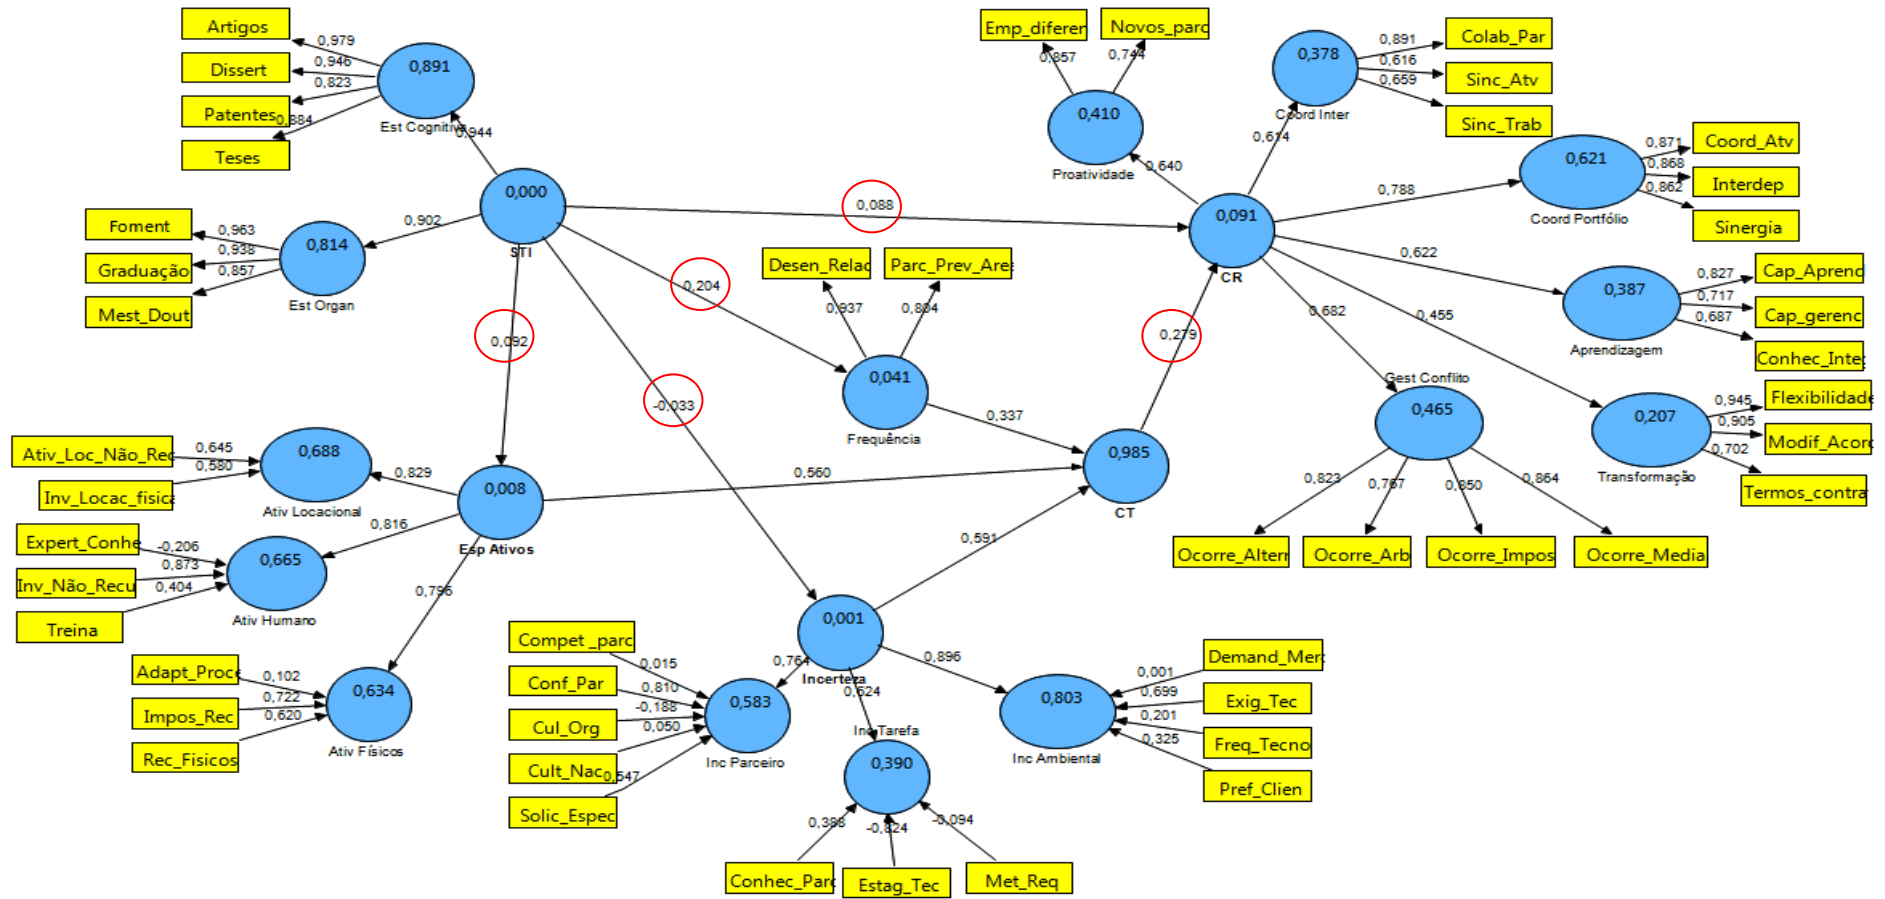 Artigos
0,979
Dissert
0,946
0,823
Patentes
0,884
Teses
0,891
Est Cognitiva
0,944
Foment
0,963
Graduação
0,938
0,857
Mest_Dout
0,814
Est Organ
0,902
0,000
STI
0,088
0,204
0,092
-0,033
Emp_diferen
Novos_parc
0,857
0,744
0,410
Proatividade
0,640
0,378
Coord Inter
0,614
0,891
Colab_Par
0,616
Sinc_Atv
0,659
Sinc_Trab
0,621
Coord Portfólio
0,788
0,871
Coord_Atv
0,868
Interdep
0,862
Sinergia
0,091
CR
0,622
0,387
Aprendizagem
0,827
Cap_Aprend
0,717
Cap_gerenc
0,687
Conhec_Inte
0,682
0,455
Desen_Relac
Parc_Prev_Are
0,937
0,804
0,041
Frequência
0,337
0,279
0,985
CT
Gest Conflito
0,465
0,823
0,767
0,850
0,864
Ocorre_Altern
Ocorre_Arb
Ocorre_Impos
Ocorre_Media
0,207
Transformação
0,945
Flexibilidade
0,905
Modif_Acord
0,702
Termos_contra
Ativ_Loc_Não_Rec
0,645
0,580
Inv_Locac_fisica
0,688
Ativ Locacional
0,829
0,008
Esp Ativos
0,560
0,816
0,796
Expert_Conhe
-0,206
Inv_Não_Recu
0,873
0,404
Treina
0,665
Ativ Humano
Adapt_Proce
0,102
Impos_Rec
0,722
0,620
Rec_Fisicos
0,634
Ativ Físicos
0,591
0,001
Incerteza
0,764
0,624
0,896
Compet _parc
0,015
Conf_Par
0,810
-0,188
Cul_Org
0,050
Cult_Nac
0,547
Solic_Espec
0,583
Inc Parceiro
Inc Tarefa
0,390
0,388
-0,824
-0,094
Conhec_Parc
Estag_Tec
Met_Req
0,803
Inc Ambiental
Demand_Mer
0,001
0,699
Exig_Tec
0,201
Freq_Tecno
0,325
Pref_Clien